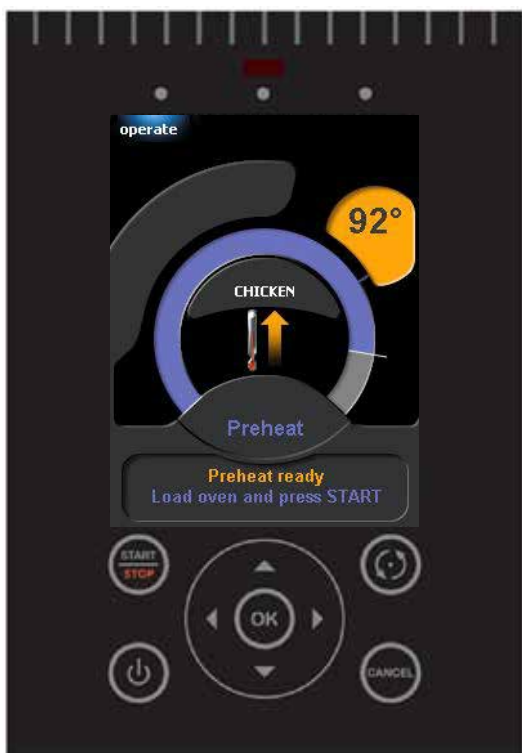 operate
92°
CHICKEN
Preheat
Preheat ready
Load oven and press START
START
STOP
OK
CANCEL